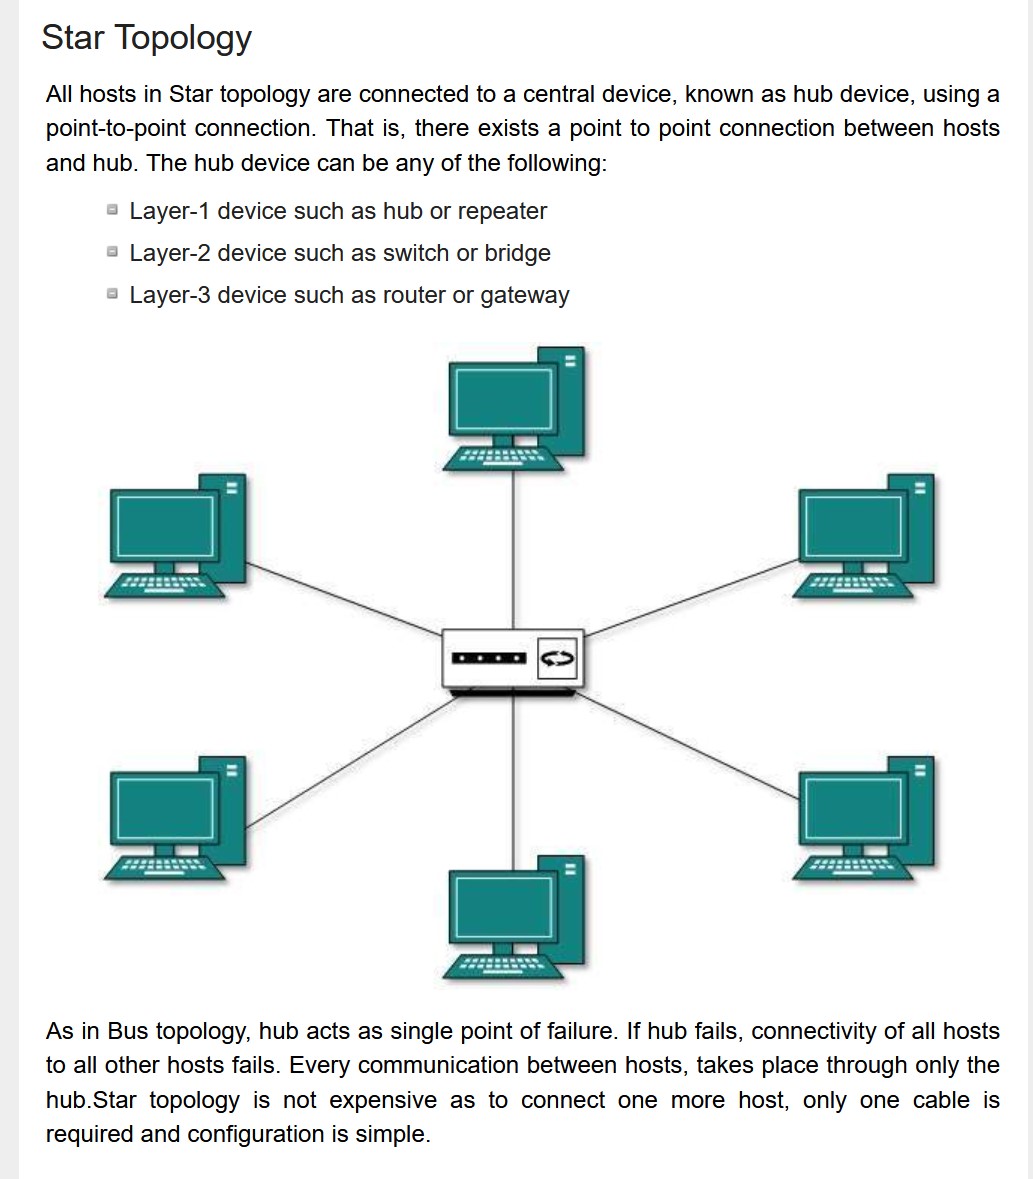 Star Topology
All hosts in Star topology are connected to a central device, known as hub device, using a
point-to-point connection. That is, there exists a point to point connection between hosts
and hub. The hub device can be any of the following:
Layer-1 device such as hub or repeater
Layer-2 device such as switch or bridge
Layer-3 device such as router or gateway
As in Bus topology, hub acts as single point of failure. If hub fails, connectivity of all hosts
to all other hosts fails. Every communication between hosts, takes place through only the
hub.Star topology is not expensive as to connect one more host, only one cable is
required and configuration is simple.